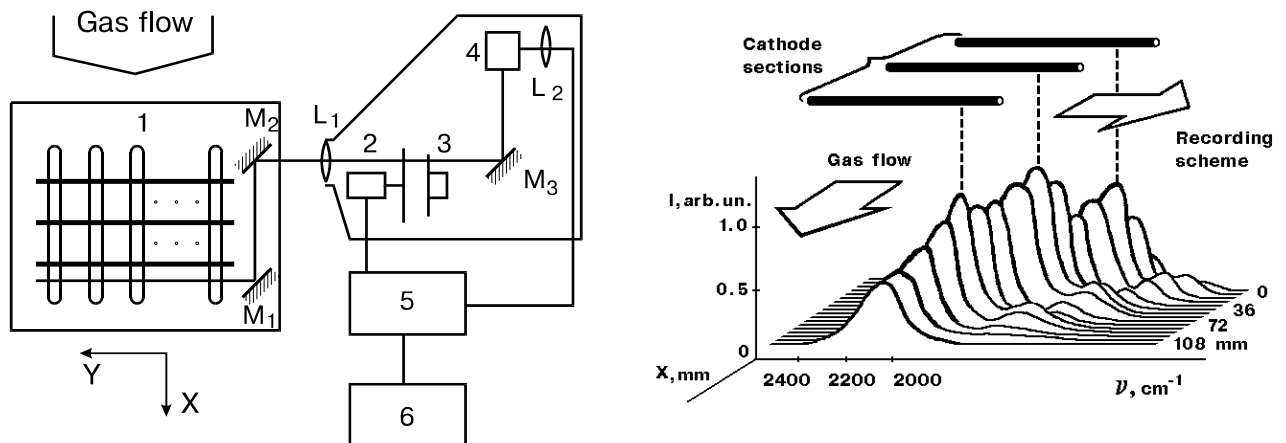 Gas flow
1
M2
L1
2
3
4
L2
M3
M1
5
6
Y
X
Cathode
sections
Recording
scheme
Gas flow
I, arb. un.
1.0
0.5
0
X, mm
2400
2200
2000
ν, cm-1
0
36
72
108 mm